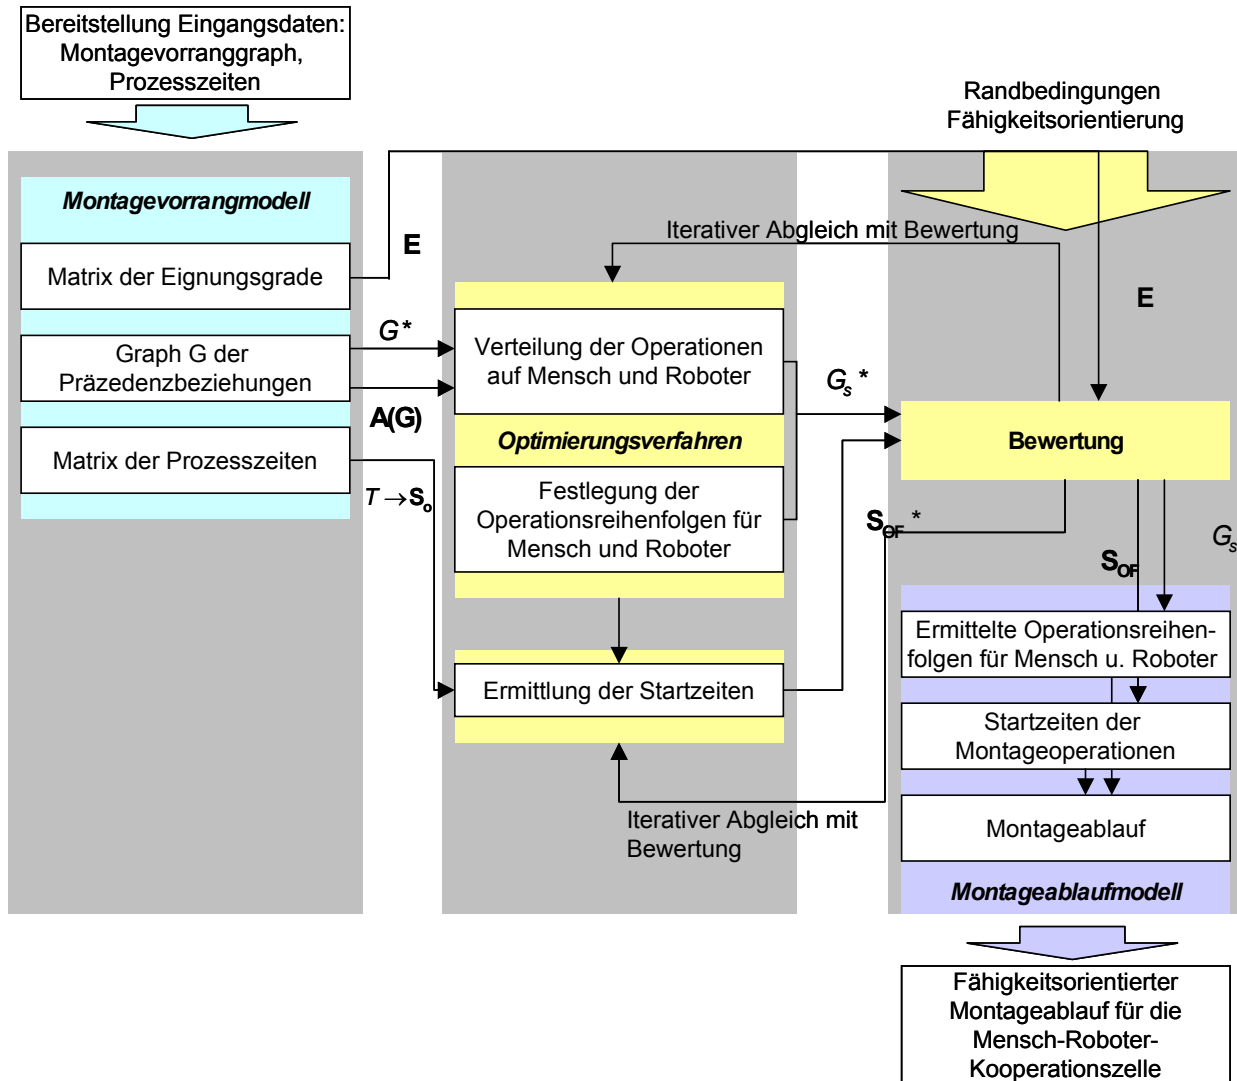 Bereitstellung Eingangsdaten:
Montagevorranggraph,
Prozesszeiten
Randbedingungen
Fähigkeitsorientierung
Montagevorrangmodell
Matrix der Eignungsgrade
Graph G der
Präzedenzbeziehungen
Matrix der Prozesszeiten
E
G*
A(G)
T → So
Iterativer Abgleich mit Bewertung
Verteilung der Operationen
auf Mensch und Roboter
Optimierungsverfahren
Festlegung der
Operationsreihenfolgen für
Mensch und Roboter
Ermittlung der Startzeiten
Iterativer Abgleich mit
Bewertung
Gs*
E
Bewertung
SOF*
SOF
Gs
Ermittelte Operationsreihen-
folgen für Mensch u. Roboter
Startzeiten der
Montageoperationen
Montageablauf
Montageablaufmodell
Fähigkeitsorientierter
Montageablauf für die
Mensch-Roboter-
Kooperationszelle